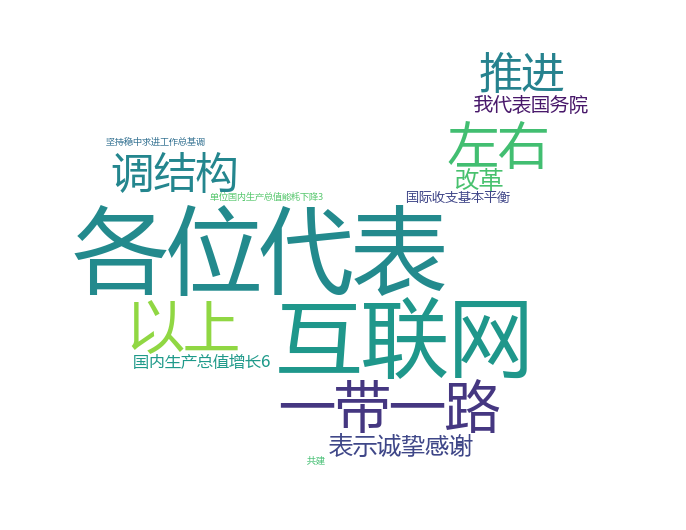 推进
我代表国务院
左右
坚持稳中求进工作总基调
调结构
改革
单位国内生产总值能耗下降3
国际收支基本平衡
各位代表
以上
互联网
国内生产总值增长6
一带一路
表示诚挚感谢
共建